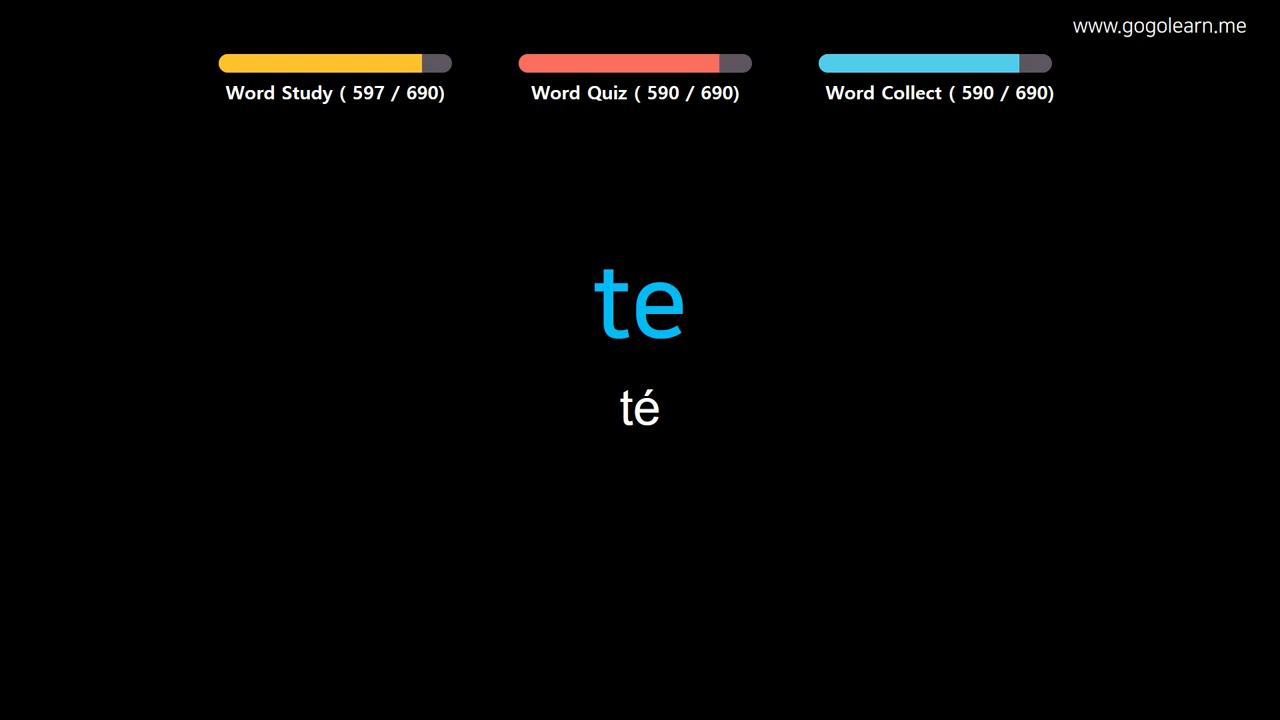 www.gogolearn.me
Word Study ( 597 / 690)
Word Quiz ( 590 / 690)
Word Collect ( 590 / 690)
te
té